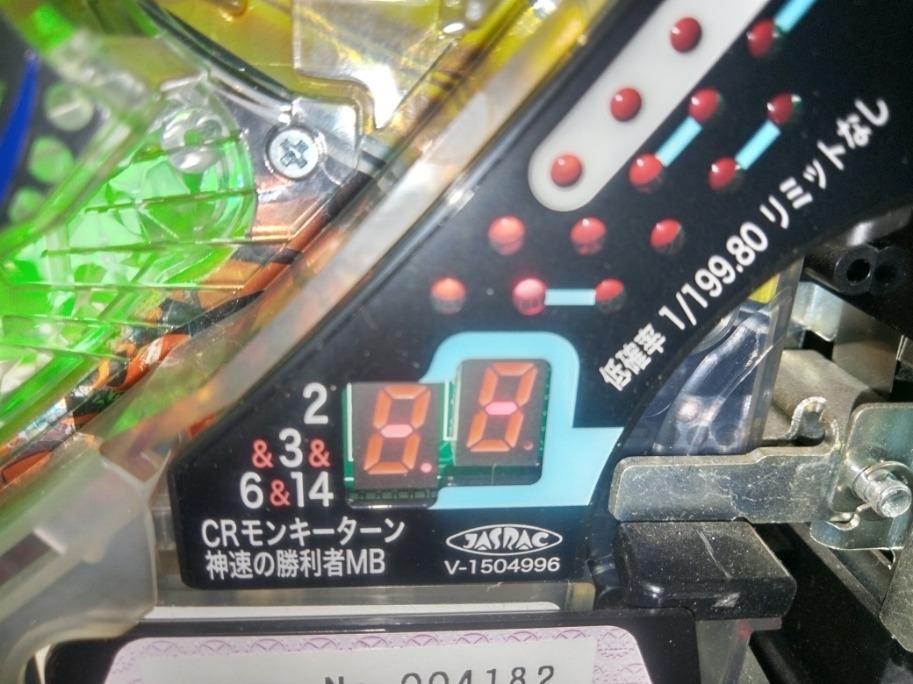 低確率 1/199.80 リミットなし
2
&3&
6&14
CRモンキーターン
神速の勝利者MB
JASRAC
V-1504996
No 004182